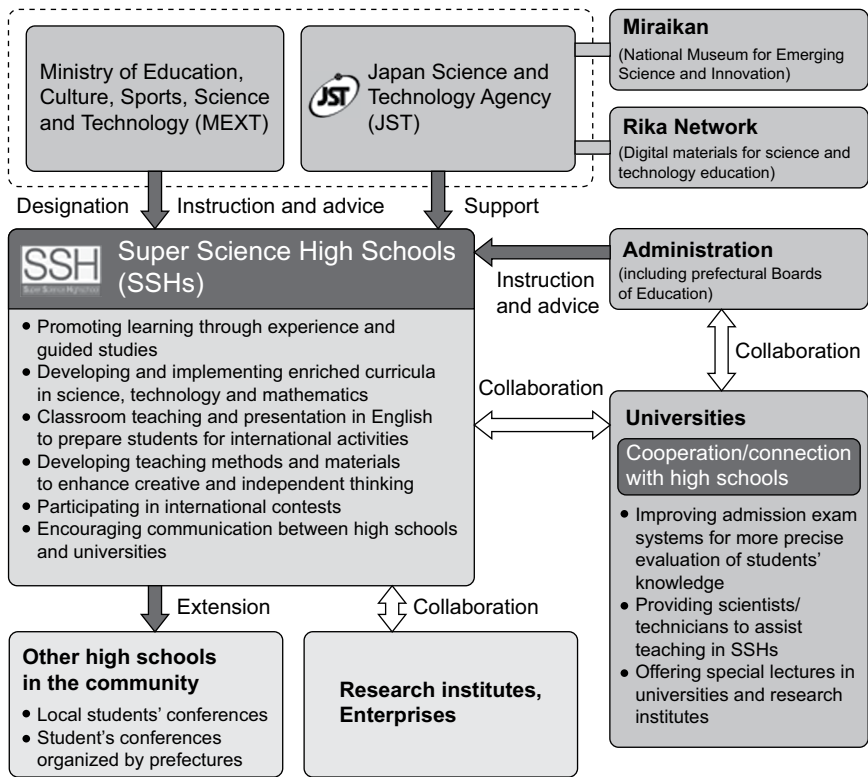 Ministry of Education,
Culture, Sports, Science
and Technology (MEXT)
JST
Japan Science and
Technology Agency
(JST)
Miraikan
(National Museum for Emerging
Science and Innovation)
Rika Network
(Digital materials for science and
technology education)
Designation
Instruction and advice
Support
SSH
Super Science Highschool
Super Science High Schools
(SSHs)
Instruction
and advice
Administration
(including prefectural Boards
of Education)
• Promoting learning through experience and
guided studies
• Developing and implementing enriched curricula
in science, technology and mathematics
• Classroom teaching and presentation in English
to prepare students for international activities
• Developing teaching methods and materials
to enhance creative and independent thinking
• Participating in international contests
• Encouraging communication between high schools
and universities
Collaboration
Collaboration
Universities
Cooperation/connection
with high schools
• Improving admission exam
systems for more precise
evaluation of students’
knowledge
• Providing scientists/
technicians to assist
teaching in SSHs
• Offering special lectures in
universities and research
institutes
Extension
Collaboration
Other high schools
in the community
• Local students’ conferences
• Student’s conferences
organized by prefectures
Research institutes,
Enterprises